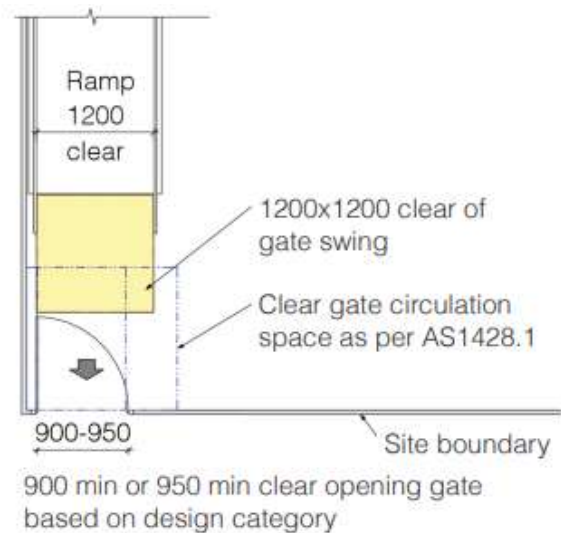 Ramp
1200
clear
1200x1200 clear of
gate swing
Clear gate circulation
space as per AS1428.1
900-950
Site boundary
900 min or 950 min clear opening gate
based on design category